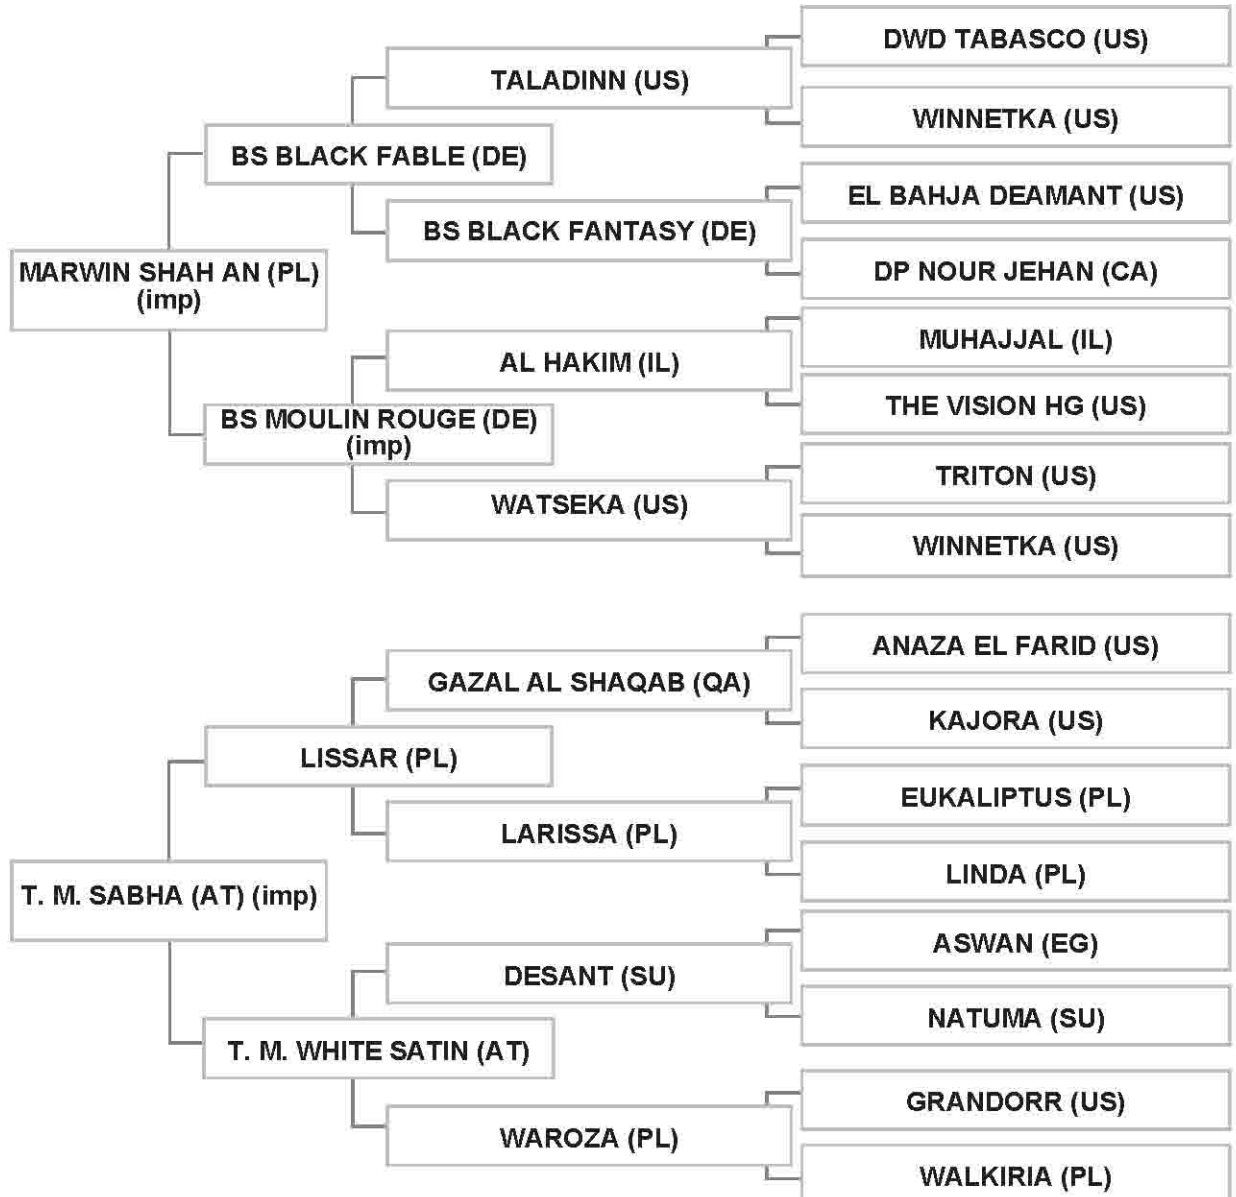 DWD TABASCO (US)
TALADINN (US)
WINNETKA (US)
BS BLACK FABLE (DE)
EL BAHJA DEAMANT (US)
BS BLACK FANTASY (DE)
DP NOUR JEHAN (CA)
MARWIN SHAH AN (PL)
(imp)
MUHAJJAL (IL)
AL HAKIM (IL)
THE VISION HG (US)
BS MOULIN ROUGE (DE)
(imp)
TRITON (US)
WATSEKA (US)
WINNETKA (US)
ANAZA EL FARID (US)
GAZAL AL SHAQAB (QA)
KAJORA (US)
LISSAR (PL)
EUKALIPTUS (PL)
LARISSA (PL)
LINDA (PL)
T. M. SABHA (AT) (imp)
ASWAN (EG)
DESANT (SU)
NATUMA (SU)
T. M. WHITE SATIN (AT)
GRANDORR (US)
WAROZA (PL)
WALKIRIA (PL)